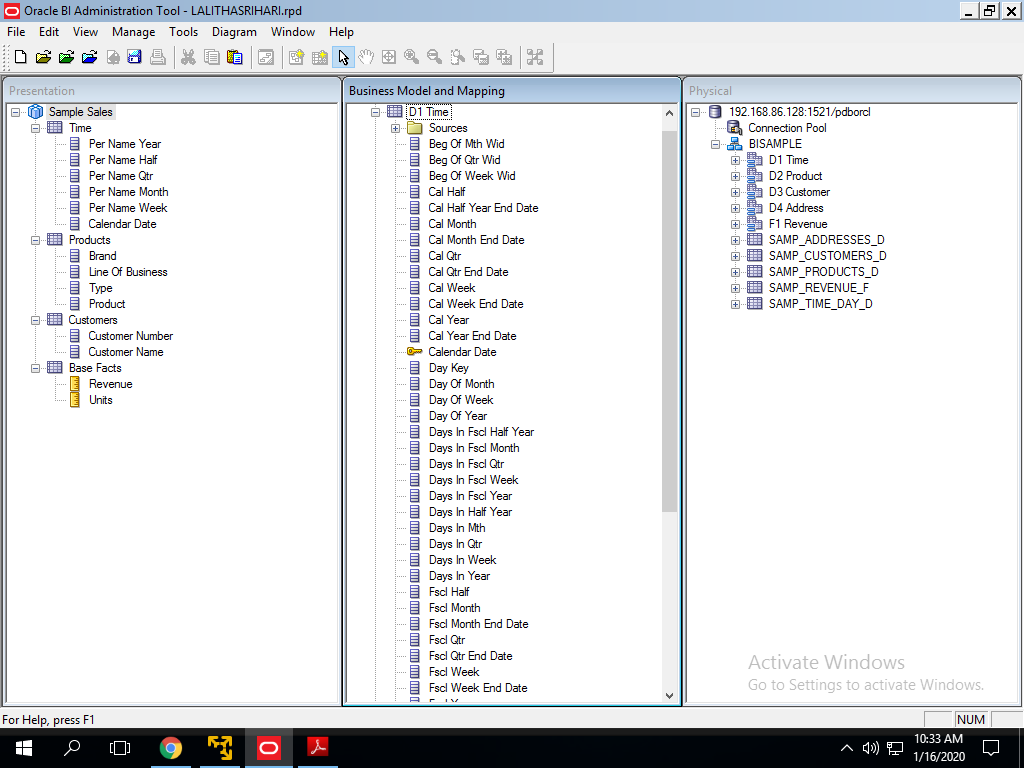 Oracle BI Administration Tool - LALITHASRIHARI.rpd
File Edit View Manage Tools Diagram Window Help
Presentation
Sample Sales
Time
Per Name Year
Per Name Half
Per Name Qtr
Per Name Month
Per Name Week
Calendar Date
Products
Brand
Line Of Business
Type
Product
Customers
Customer Number
Customer Name
Base Facts
Revenue
Units
Business Model and Mapping
D1 Time
Sources
Beg Of Mth Wid
Beg Of Qtr Wid
Beg Of Week Wid
Cal Half
Cal Half Year End Date
Cal Month
Cal Month End Date
Cal Qtr
Cal Qtr End Date
Cal Week
Cal Week End Date
Cal Year
Cal Year End Date
Calendar Date
Day Key
Day Of Month
Day Of Week
Day Of Year
Days In Fscl Half Year
Days In Fscl Month
Days In Fscl Qtr
Days In Fscl Week
Days In Fscl Year
Days In Half Year
Days In Mth
Days In Qtr
Days In Week
Days In Year
Fscl Half
Fscl Month
Fscl Month End Date
Fscl Qtr
Fscl Qtr End Date
Fscl Week
Fscl Week End Date
Physical
192.168.86.128:1521/pdborcl
Connection Pool
BISAMPLE
D1 Time
D2 Product
D3 Customer
D4 Address
F1 Revenue
SAMP_ADDRESSES_D
SAMP_CUSTOMERS_D
SAMP_PRODUCTS_D
SAMP_REVENUE_F
SAMP_TIME_DAY_D
Activate Windows
Go to Settings to activate Windows.
For Help, press F1
NUM
10:33 AM
1/16/2020